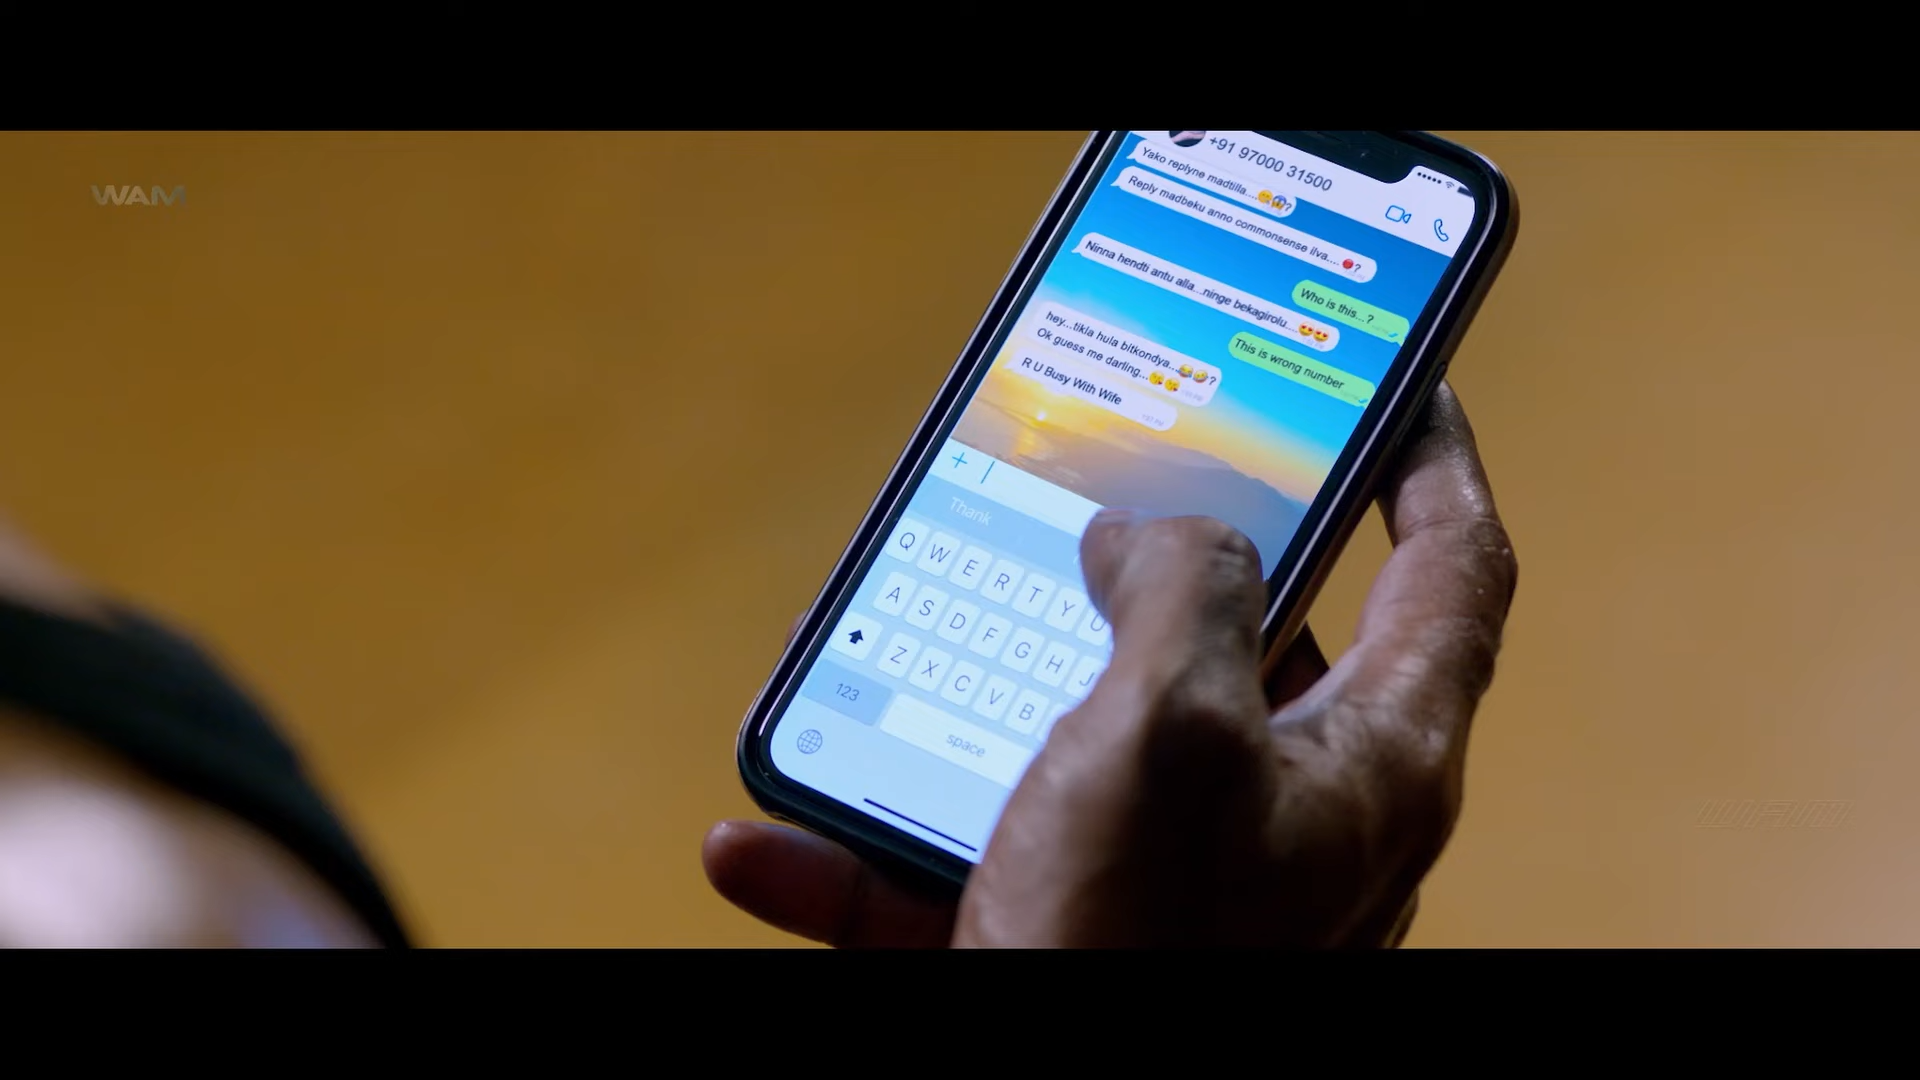 WAM
+91 97000 31500
Yako replyne madtilla....🤭😱?
Reply madbeku anno commonsense ilva.... 🔴?
Who is this...?
Ninna hendti antu alla...ninge bekagirolu....😍😍
This is wrong number
hey...tikla hula bitkondya...😂🤣?
Ok guess me darling...😘😘
R U Busy With Wife
Thank
Q W E R T Y U
A S D F G H J
Z X C V B
123
space
WAM